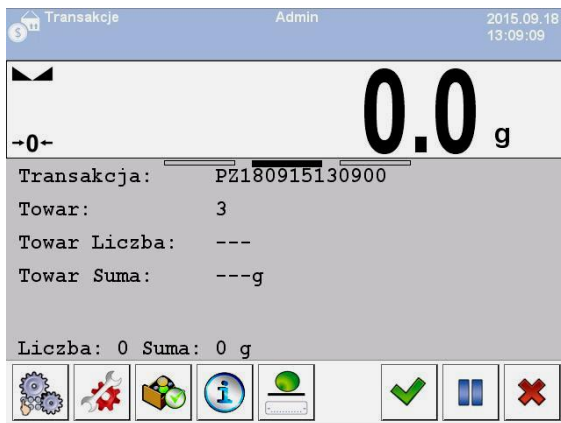 Transakcje Admin 2015.09.18
13:09:09
0.0 g
→0←
Transakcja: PZ180915130900
Towar: 3
Towar Liczba: ---
Towar Suma: ---g
Liczba: 0 Suma: 0 g